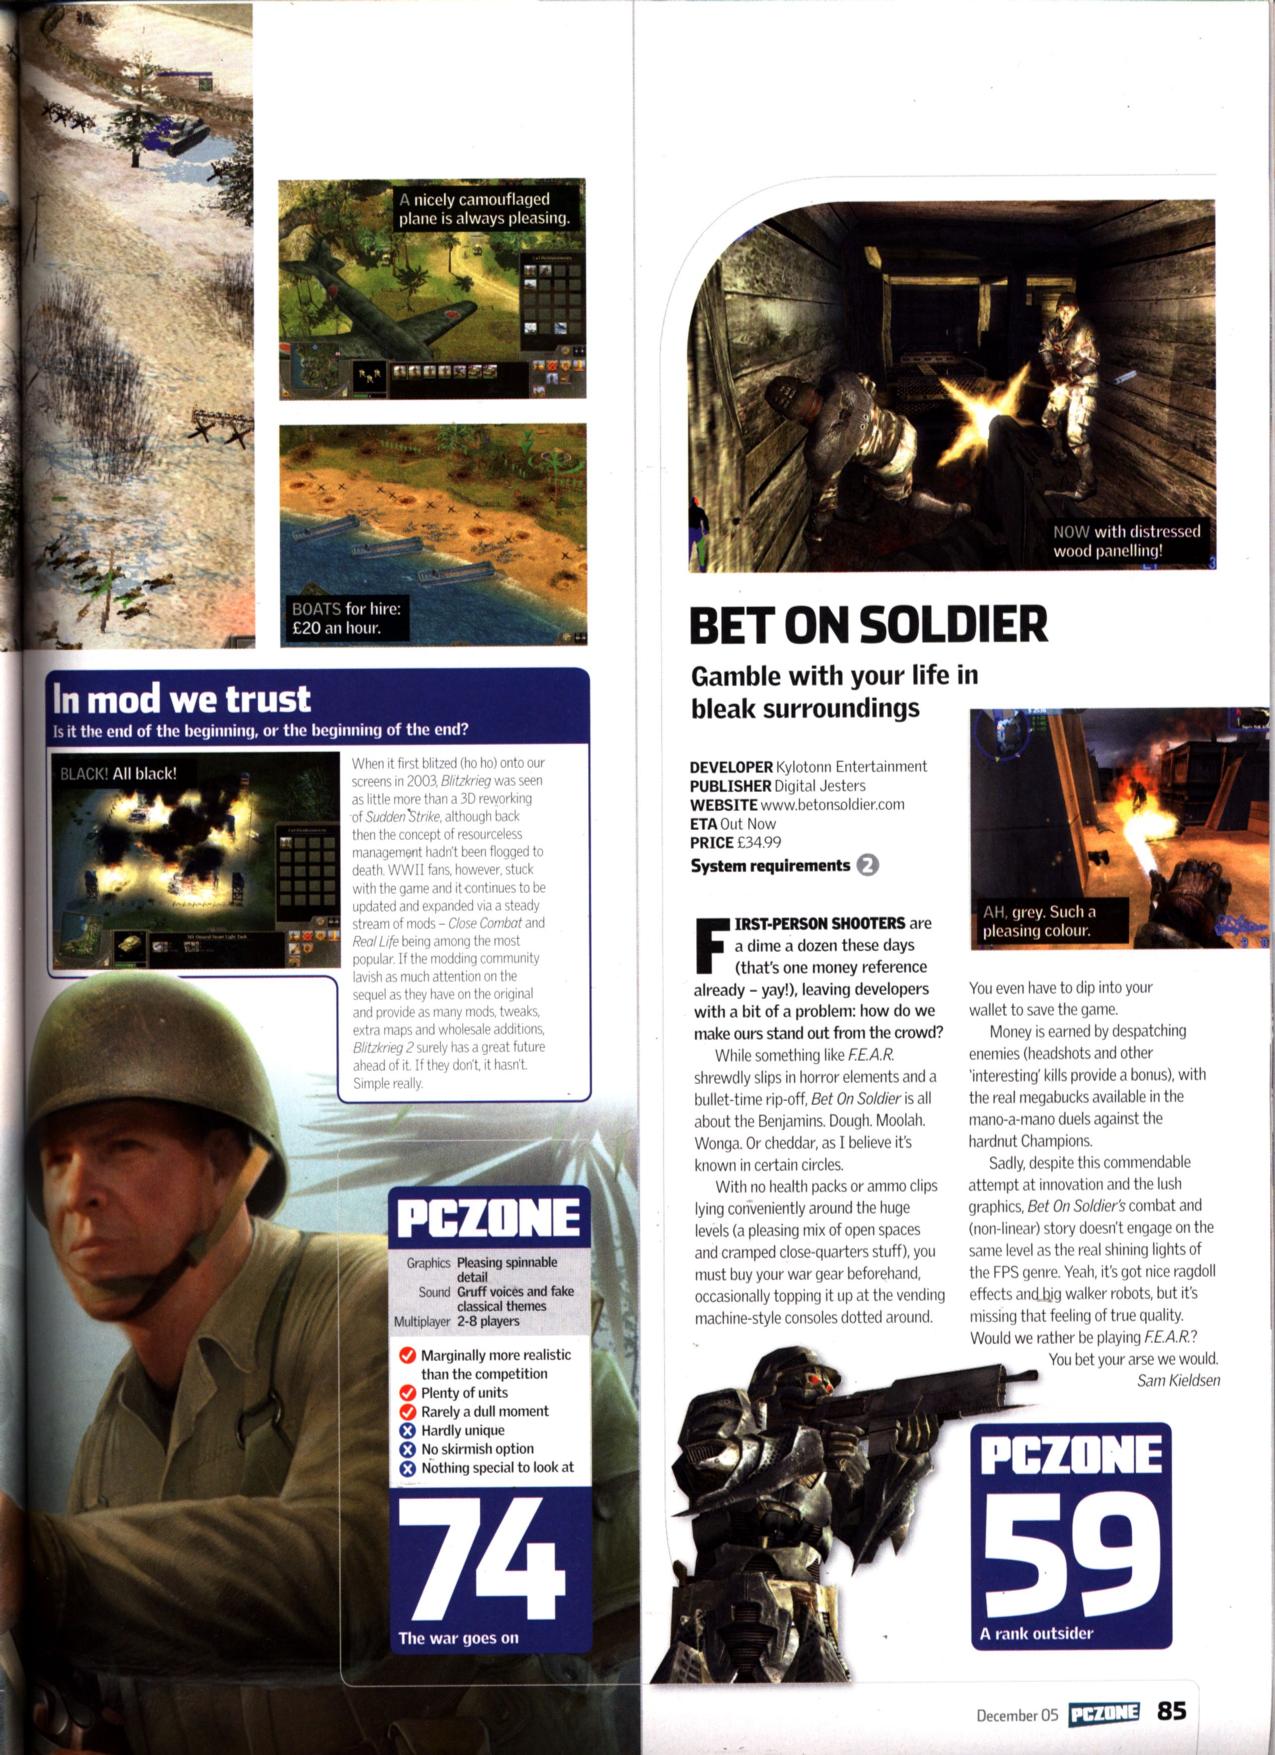 A nicely camouflaged
plane is always pleasing.
BOATS for hire:
£20 an hour.
In mod we trust
Is it the end of the beginning, or the beginning of the end?
BLACK! All black!
When it first blitzed (ho ho) onto our
screens in 2003, Blitzkrieg was seen
as little more than a 3D reworking
of Sudden Strike, although back
then the concept of resourceless
management hadn't been flogged to
death. WWII fans, however, stuck
with the game and it continues to be
updated and expanded via a steady
stream of mods – Close Combat and
Real Life being among the most
popular. If the modding community
lavish as much attention on the
sequel as they have on the original
and provide as many mods, tweaks,
extra maps and wholesale additions,
Blitzkrieg 2 surely has a great future
ahead of it. If they don't, it hasn't.
Simple really.
PCZONE
Graphics Pleasing spinnable
detail
Sound Gruff voices and fake
classical themes
Multiplayer 2-8 players
Marginally more realistic
than the competition
Plenty of units
Rarely a dull moment
Hardly unique
No skirmish option
Nothing special to look at
74
The war goes on
NOW with distressed
wood panelling!
BET ON SOLDIER
Gamble with your life in
bleak surroundings
DEVELOPER Kylotonn Entertainment
PUBLISHER Digital Jesters
WEBSITE www.betonsoldier.com
ETA Out Now
PRICE £34.99
System requirements 2
AH, grey. Such a
pleasing colour.
FIRST-PERSON SHOOTERS are
a dime a dozen these days
(that's one money reference
already – yay!), leaving developers
with a bit of a problem: how do we
make ours stand out from the crowd?
While something like F.E.A.R.
shrewdly slips in horror elements and a
bullet-time rip-off, Bet On Soldier is all
about the Benjamins. Dough. Moolah.
Wonga. Or cheddar, as I believe it's
known in certain circles.
With no health packs or ammo clips
lying conveniently around the huge
levels (a pleasing mix of open spaces
and cramped close-quarters stuff), you
must buy your war gear beforehand,
occasionally topping it up at the vending
machine-style consoles dotted around.
You even have to dip into your
wallet to save the game.
Money is earned by despatching
enemies (headshots and other
'interesting' kills provide a bonus), with
the real megabucks available in the
mano-a-mano duels against the
hardnut Champions.
Sadly, despite this commendable
attempt at innovation and the lush
graphics, Bet On Soldier's combat and
(non-linear) story doesn't engage on the
same level as the real shining lights of
the FPS genre. Yeah, it's got nice ragdoll
effects and big walker robots, but it's
missing that feeling of true quality.
Would we rather be playing F.E.A.R.?
You bet your arse we would.
Sam Kieldsen
PCZONE
59
A rank outsider
December 05 PCZONE 85